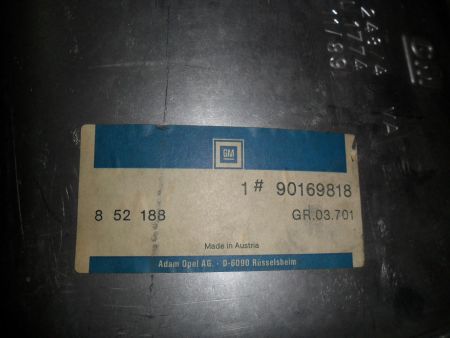 GM
1 # 90169818
8 52 188
GR.03.701
Made in Austria
Adam Opel AG. · D-6090 Rüsselsheim